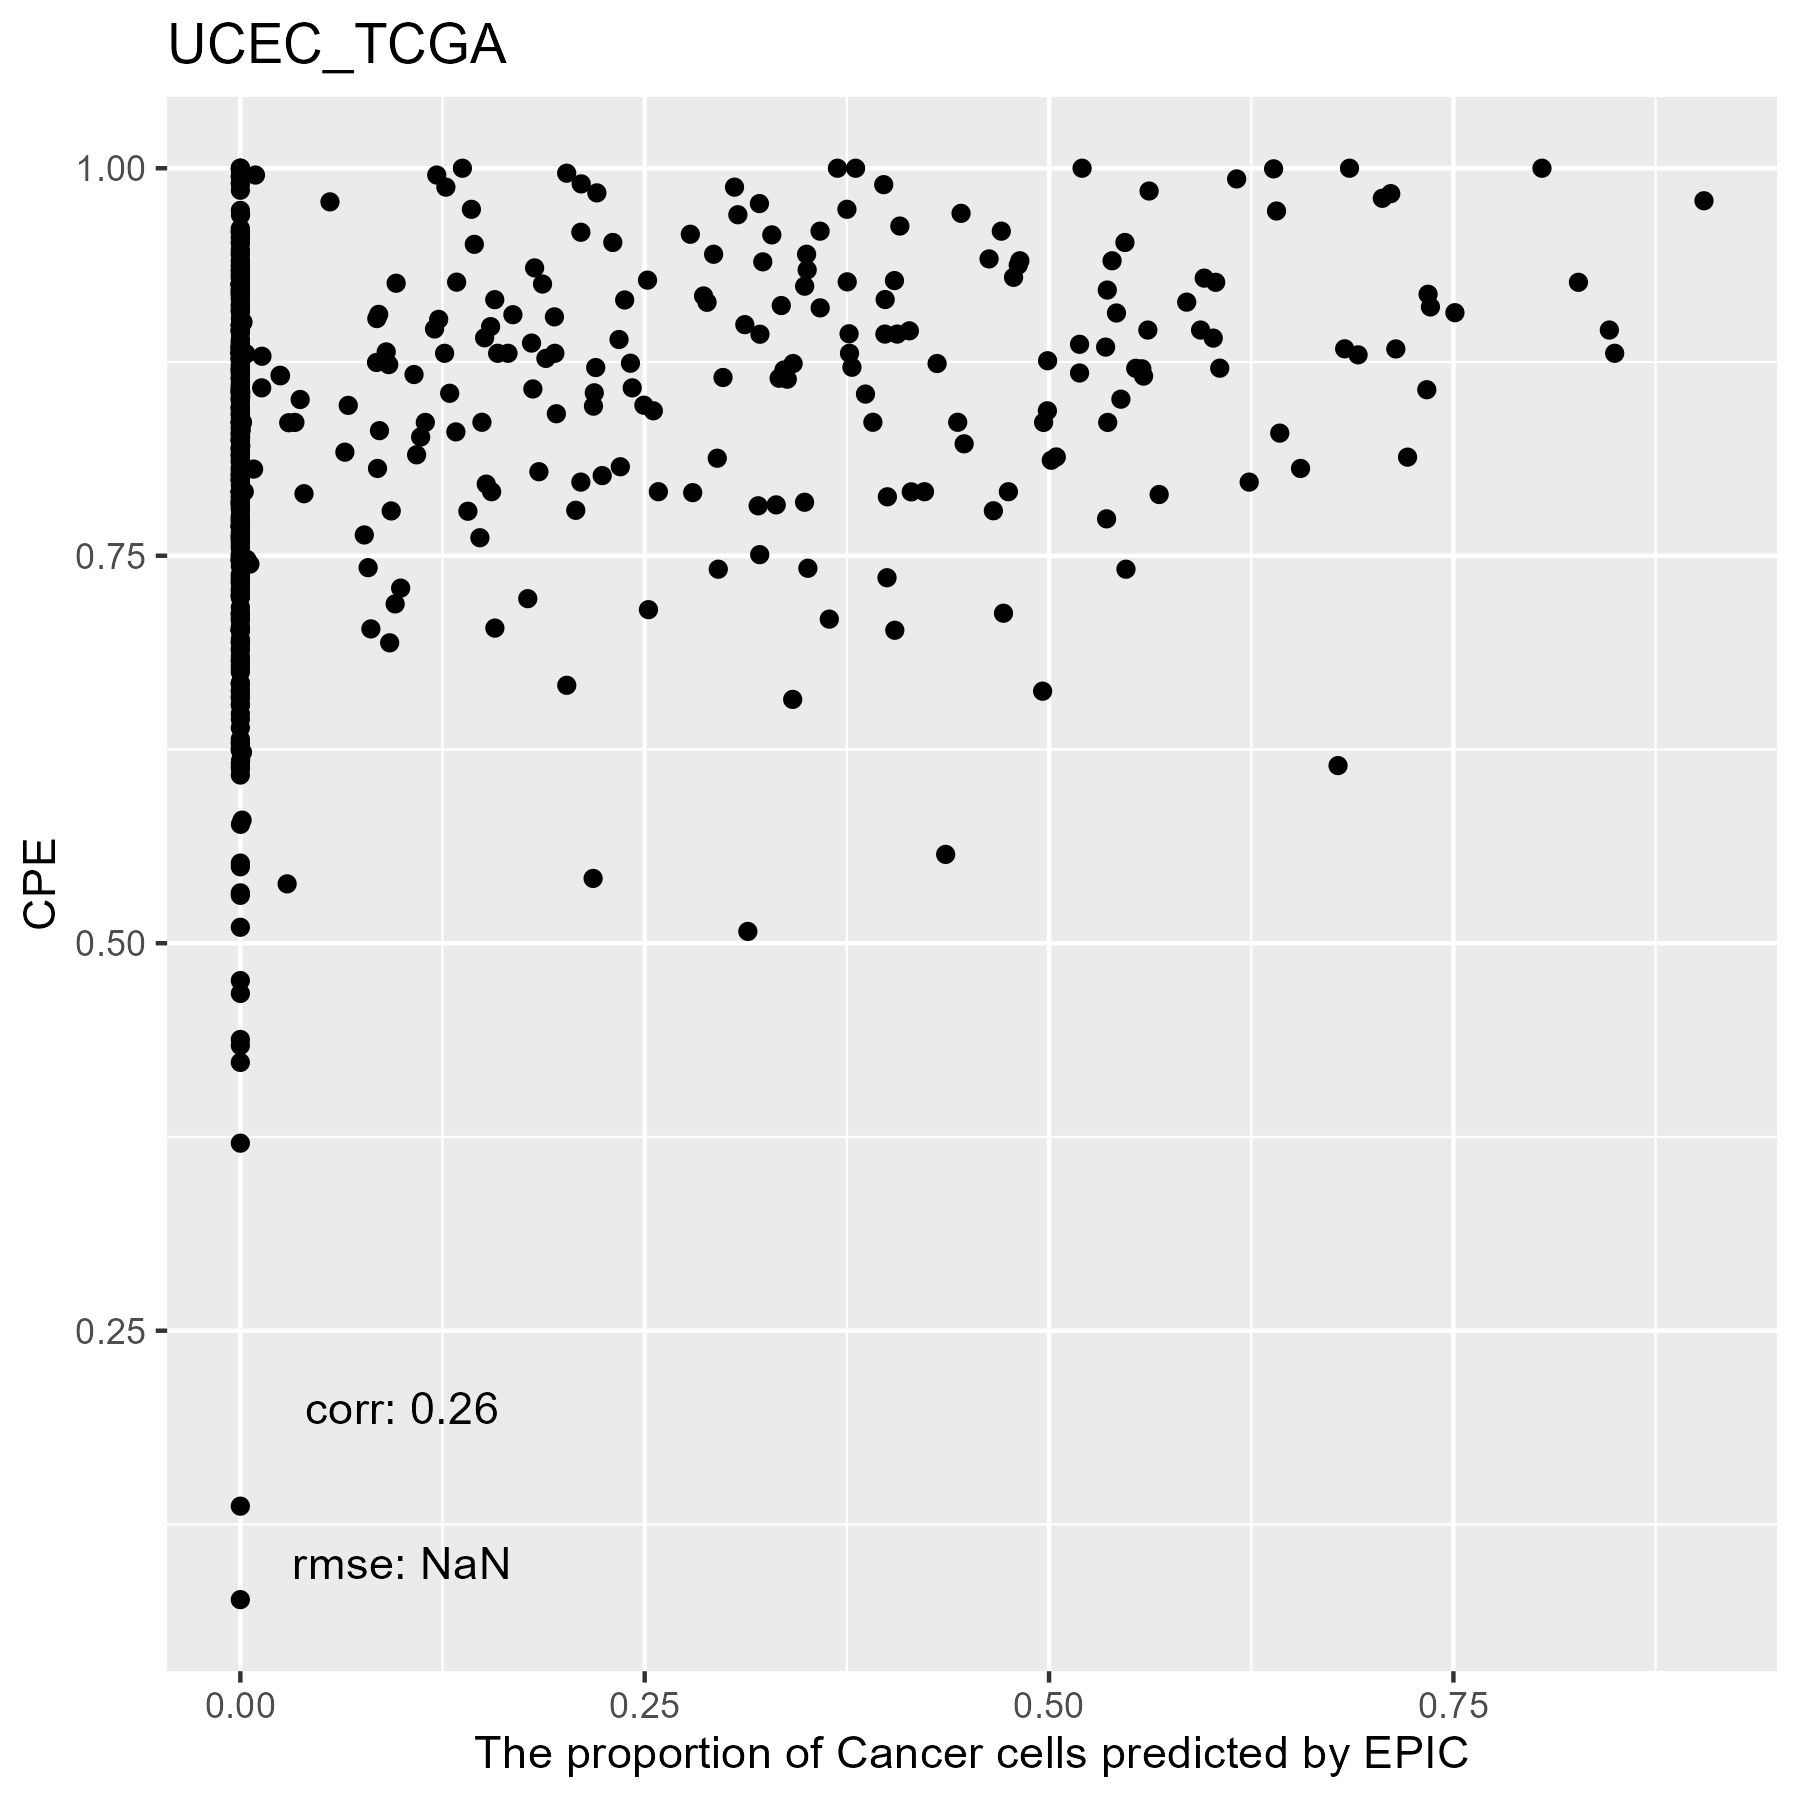 UCEC_TCGA
1.00
0.75
0.50
0.25
CPE
corr: 0.26
rmse: NaN
0.00 0.25 0.50 0.75
The proportion of Cancer cells predicted by EPIC